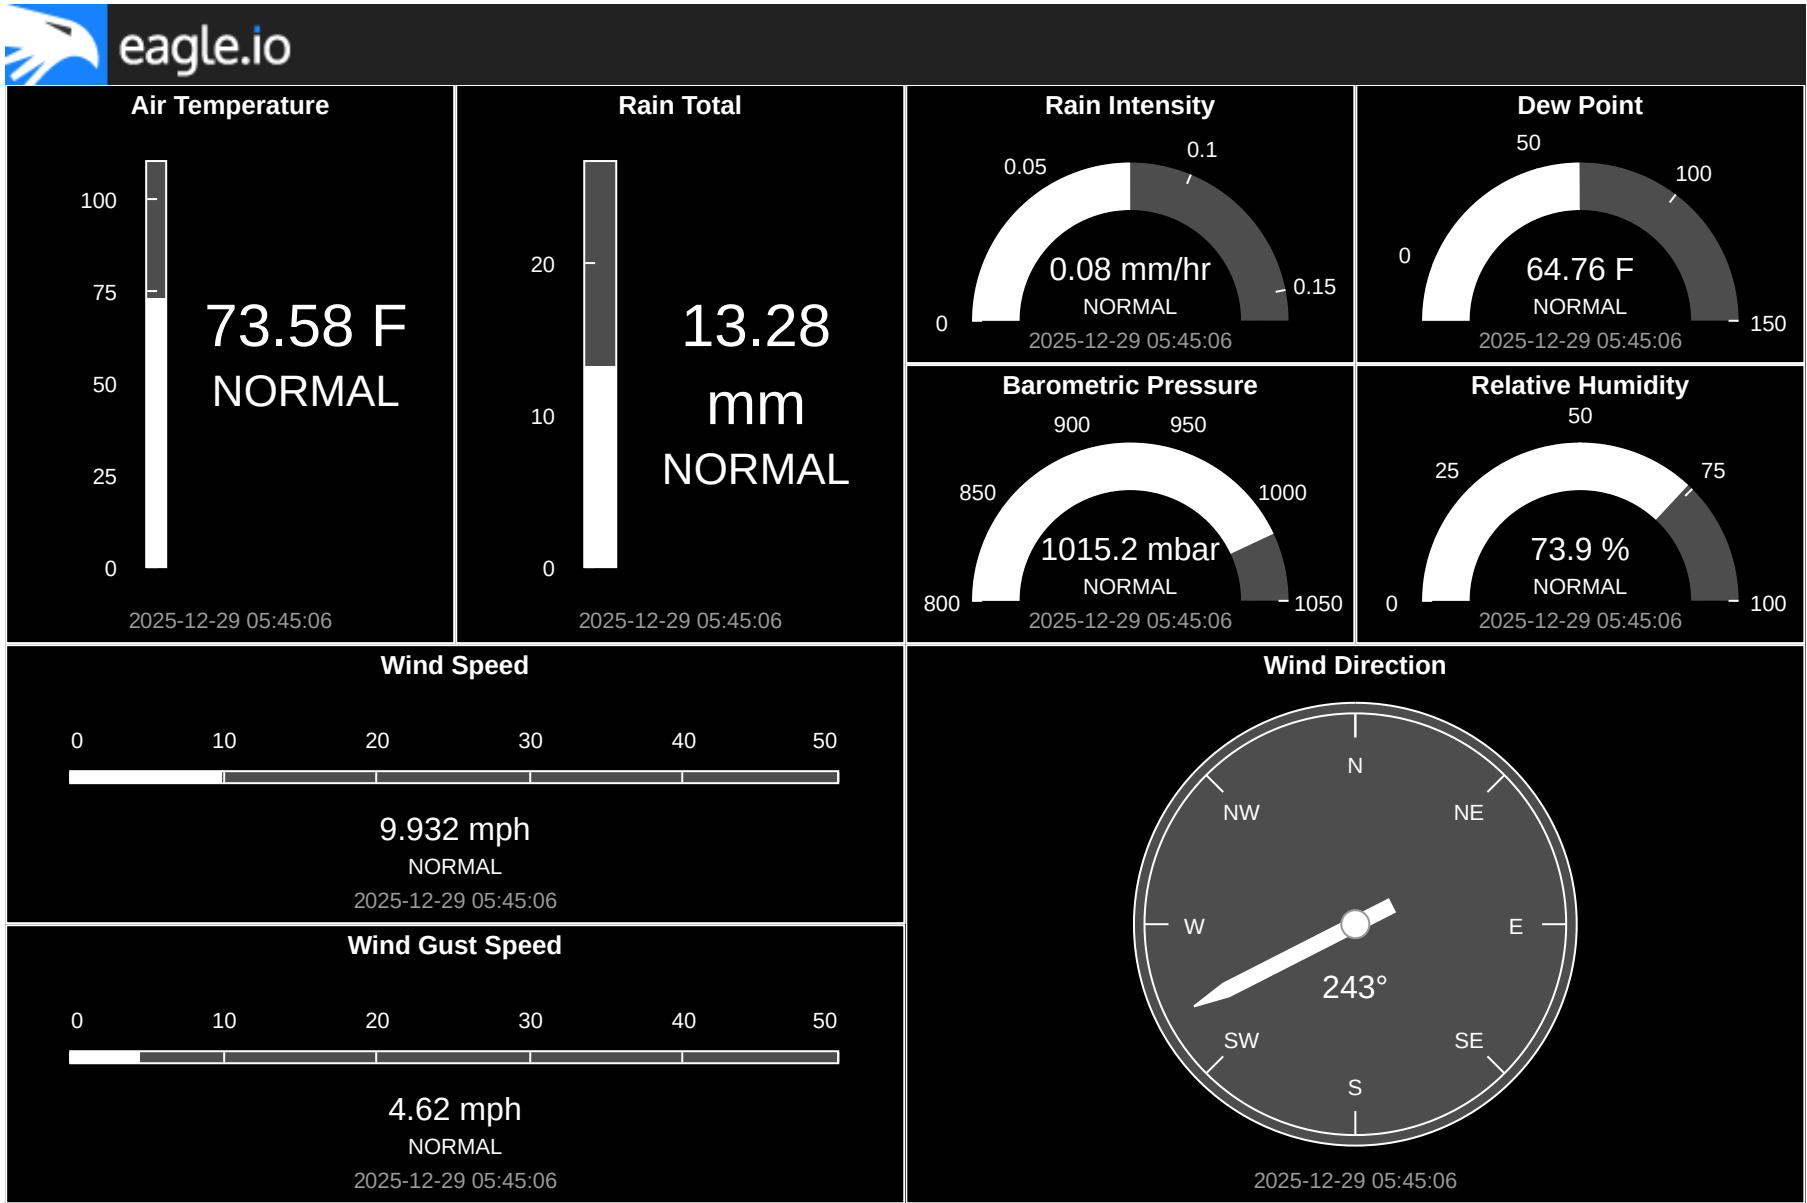 eagle.io
Air Temperature
100
75
50
25
0
73.58 F
NORMAL
2025-12-29 05:45:06
Rain Total
20
10
0
13.28
mm
NORMAL
2025-12-29 05:45:06
Rain Intensity
0
0.05
0.1
0.15
0.08 mm/hr
NORMAL
2025-12-29 05:45:06
Dew Point
0
50
100
150
64.76 F
NORMAL
2025-12-29 05:45:06
Barometric Pressure
800
850
900
950
1000
1050
1015.2 mbar
NORMAL
2025-12-29 05:45:06
Relative Humidity
0
25
50
75
100
73.9 %
NORMAL
2025-12-29 05:45:06
Wind Speed
0 10 20 30 40 50
9.932 mph
NORMAL
2025-12-29 05:45:06
Wind Gust Speed
0 10 20 30 40 50
4.62 mph
NORMAL
2025-12-29 05:45:06
Wind Direction
N
NW NE
W E
243°
SW SE
S
2025-12-29 05:45:06